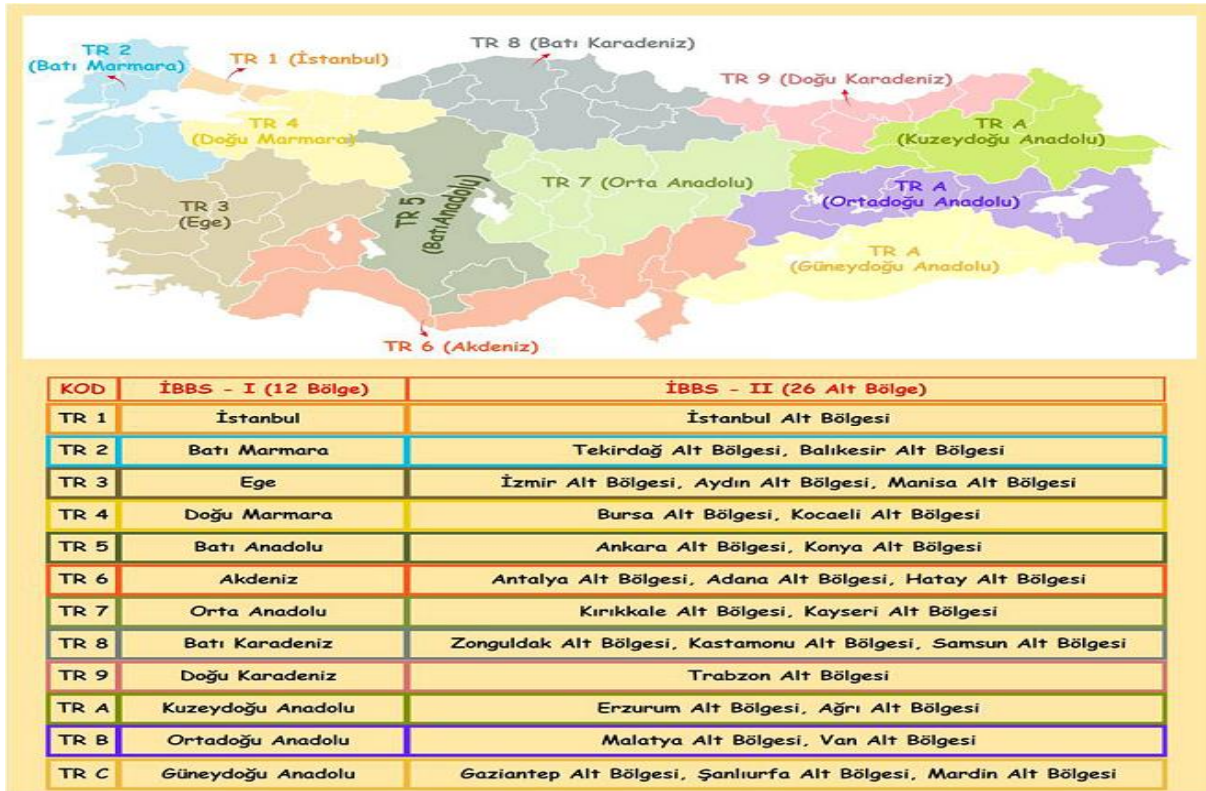 TR 2
(Batı Marmara)
TR 1 (İstanbul)
TR 8 (Batı Karadeniz)
TR 9 (Doğu Karadeniz)
TR 4
(Doğu Marmara)
TR A
(Kuzeydoğu Anadolu)
TR 3
(Ege)
TR 5
(BatıAnadolu)
TR 7 (Orta Anadolu)
TR A
(Ortadoğu Anadolu)
TR A
(Güneydoğu Anadolu)
TR 6 (Akdeniz)
KOD İBBS - I (12 Bölge) İBBS - II (26 Alt Bölge)
TR 1 İstanbul İstanbul Alt Bölgesi
TR 2 Batı Marmara Tekirdağ Alt Bölgesi, Balıkesir Alt Bölgesi
TR 3 Ege İzmir Alt Bölgesi, Aydın Alt Bölgesi, Manisa Alt Bölgesi
TR 4 Doğu Marmara Bursa Alt Bölgesi, Kocaeli Alt Bölgesi
TR 5 Batı Anadolu Ankara Alt Bölgesi, Konya Alt Bölgesi
TR 6 Akdeniz Antalya Alt Bölgesi, Adana Alt Bölgesi, Hatay Alt Bölgesi
TR 7 Orta Anadolu Kırıkkale Alt Bölgesi, Kayseri Alt Bölgesi
TR 8 Batı Karadeniz Zonguldak Alt Bölgesi, Kastamonu Alt Bölgesi, Samsun Alt Bölgesi
TR 9 Doğu Karadeniz Trabzon Alt Bölgesi
TR A Kuzeydoğu Anadolu Erzurum Alt Bölgesi, Ağrı Alt Bölgesi
TR B Ortadoğu Anadolu Malatya Alt Bölgesi, Van Alt Bölgesi
TR C Güneydoğu Anadolu Gaziantep Alt Bölgesi, Şanlıurfa Alt Bölgesi, Mardin Alt Bölgesi